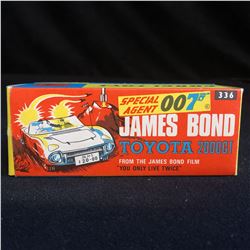 SPECIAL
AGENT
007
336
JAMES BOND
TOYOTA 2000GT
FROM THE JAMES BOND FILM
"YOU ONLY LIVE TWICE"